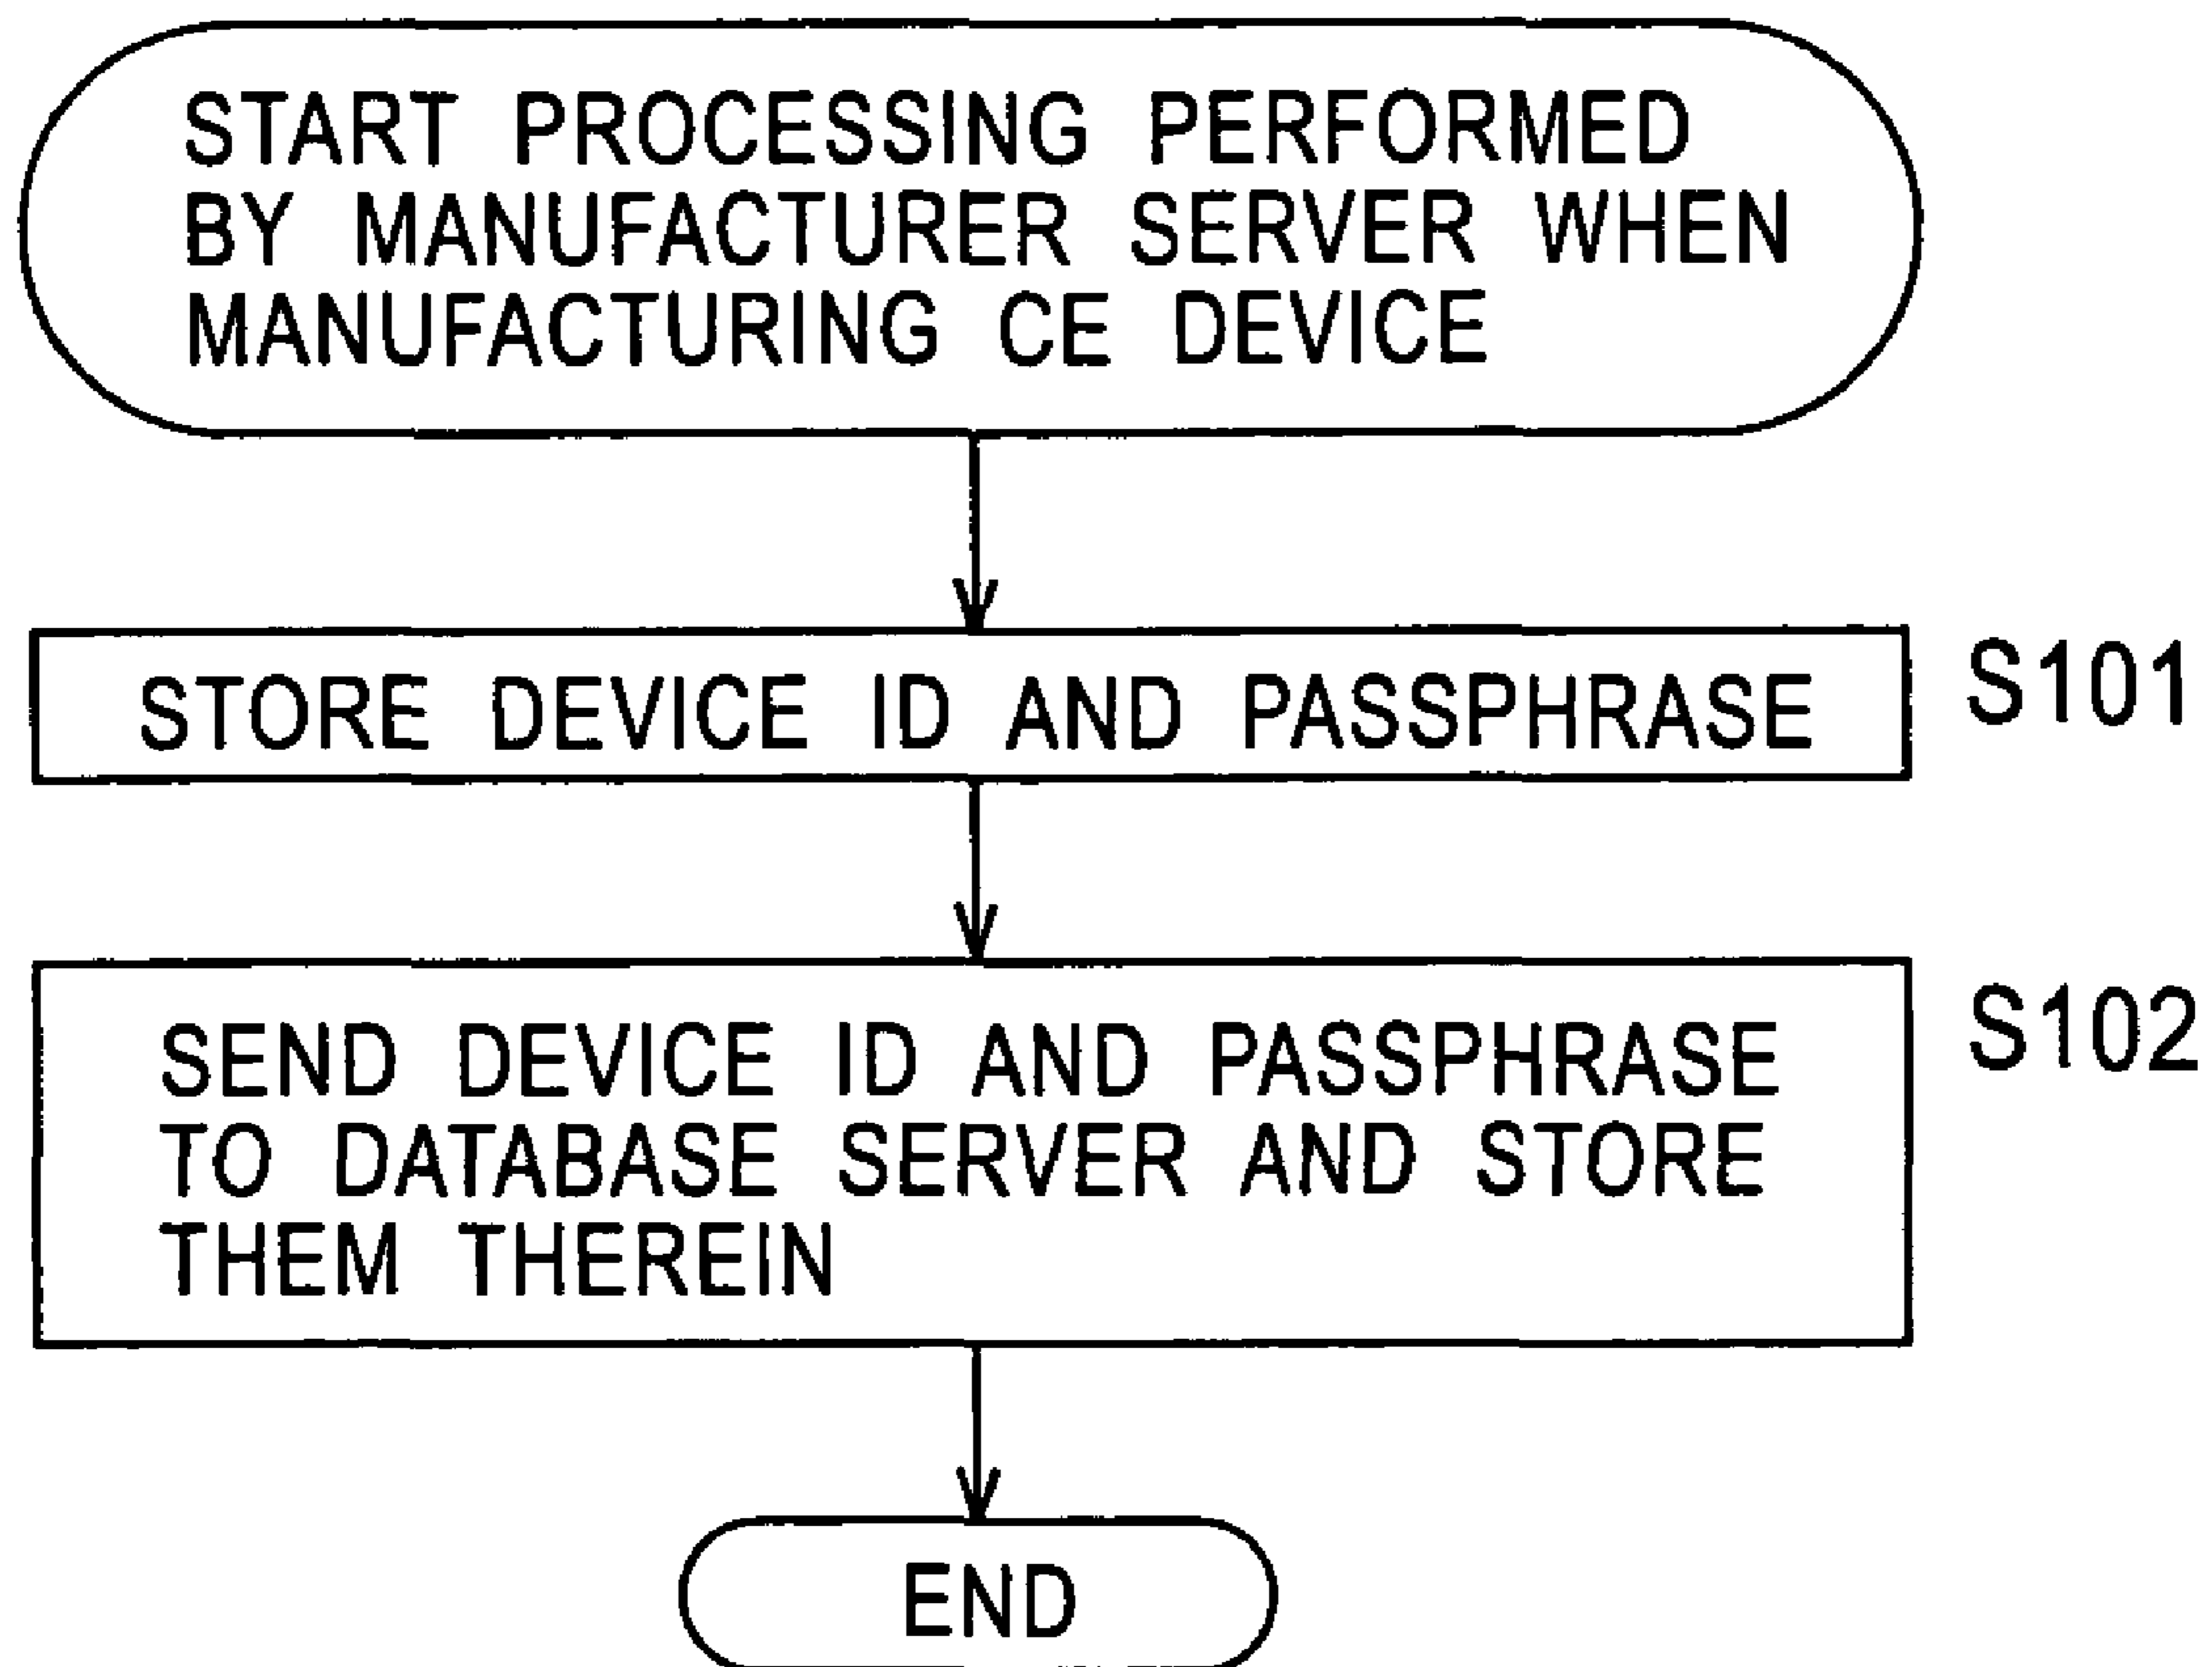 START PROCESSING PERFORMED
BY MANUFACTURER SERVER WHEN
MANUFACTURING CE DEVICE
STORE DEVICE ID AND PASSPHRASE
S101
SEND DEVICE ID AND PASSPHRASE
TO DATABASE SERVER AND STORE
THEM THEREIN
S102
END